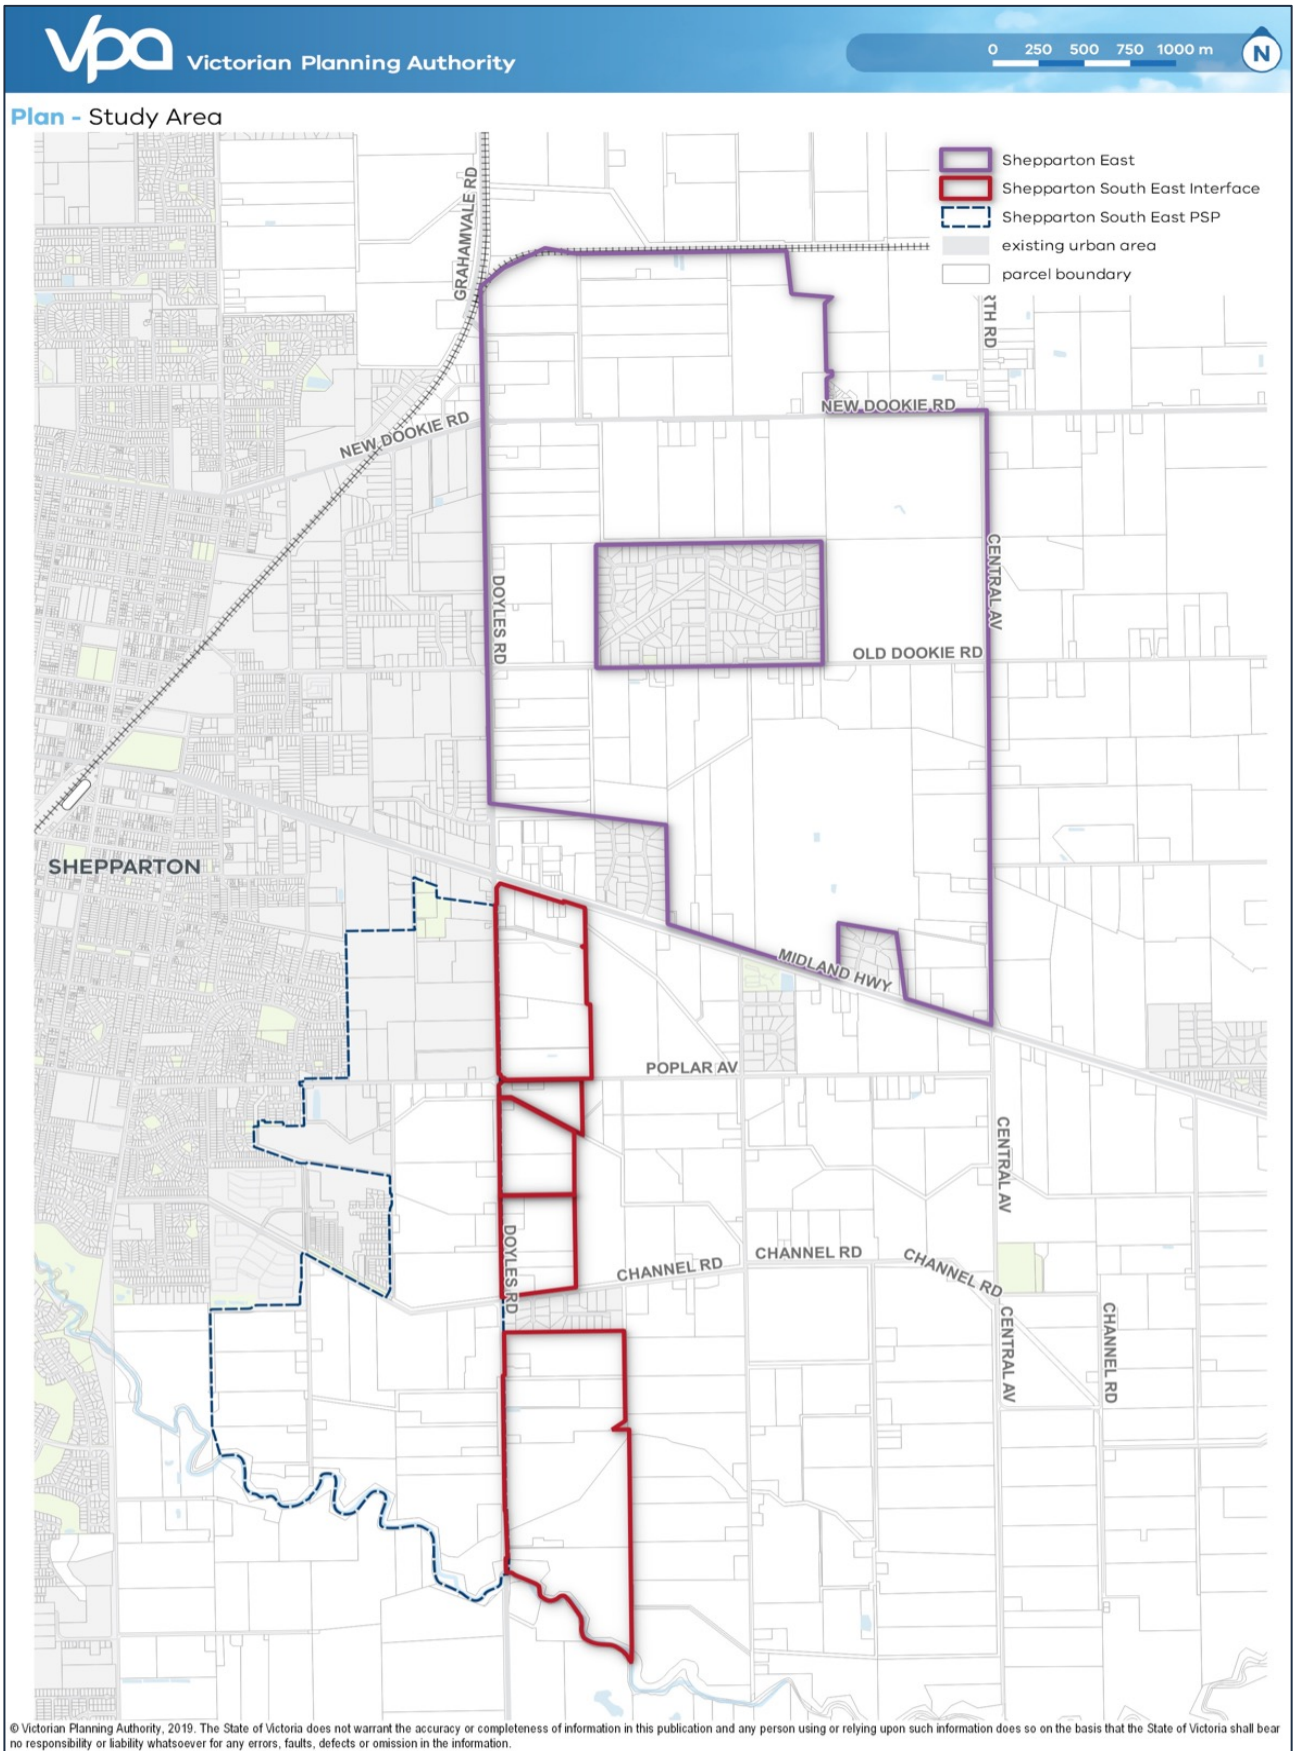 vpa Victorian Planning Authority
0 250 500 750 1000 m
N
Plan - Study Area
Shepparton East
Shepparton South East Interface
Shepparton South East PSP
existing urban area
parcel boundary
GRAHAMVALE RD
RTH RD
NEW DOOKIE RD
NEW DOOKIE RD
CENTRAL AV
DOYLES RD
OLD DOOKIE RD
SHEPPARTON
MIDLAND HWY
POPLAR AV
CENTRAL AV
DOYLES RD
CHANNEL RD
CHANNEL RD
CHANNEL RD
CENTRAL AV
CHANNEL RD
© Victorian Planning Authority, 2019. The State of Victoria does not warrant the accuracy or completeness of information in this publication and any person using or relying upon such information does so on the basis that the State of Victoria shall bear
no responsibility or liability whatsoever for any errors, faults, defects or omission in the information.